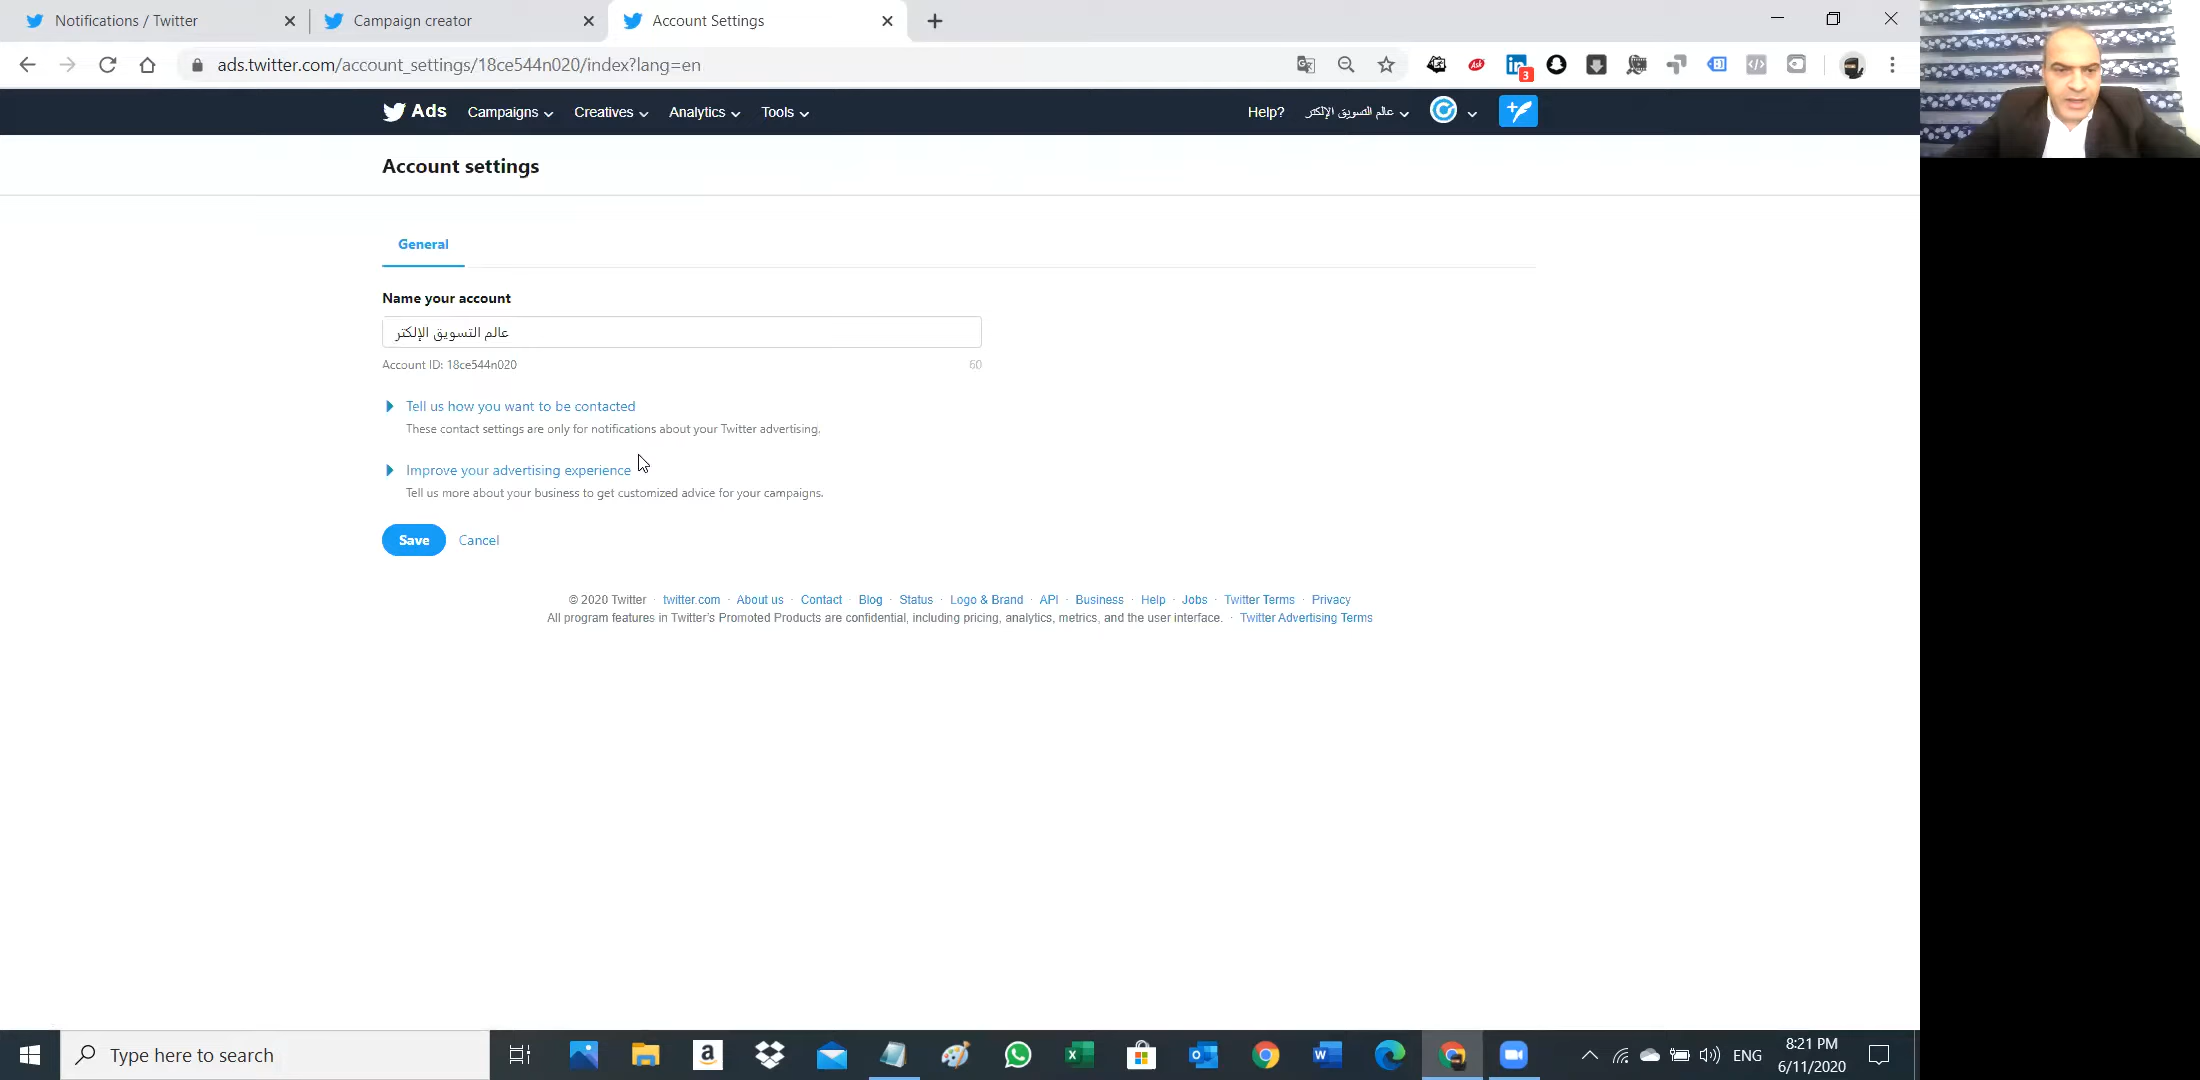 Notifications / Twitter
Campaign creator
Account Settings
ads.twitter.com/account_settings/18ce544n020/index?lang=en
3
Ads
Campaigns
Creatives
Analytics
Tools
Help?
عالم التسويق الإلكتر
Account settings
General
Name your account
عالم التسويق الإلكتر
Account ID: 18ce544n020
60
Tell us how you want to be contacted
These contact settings are only for notifications about your Twitter advertising.
Improve your advertising experience
Tell us more about your business to get customized advice for your campaigns.
Save
Cancel
© 2020 Twitter · twitter.com · About us · Contact · Blog · Status · Logo & Brand · API · Business · Help · Jobs · Twitter Terms · Privacy
All program features in Twitter's Promoted Products are confidential, including pricing, analytics, metrics, and the user interface. · Twitter Advertising Terms
Type here to search
ENG
8:21 PM
6/11/2020